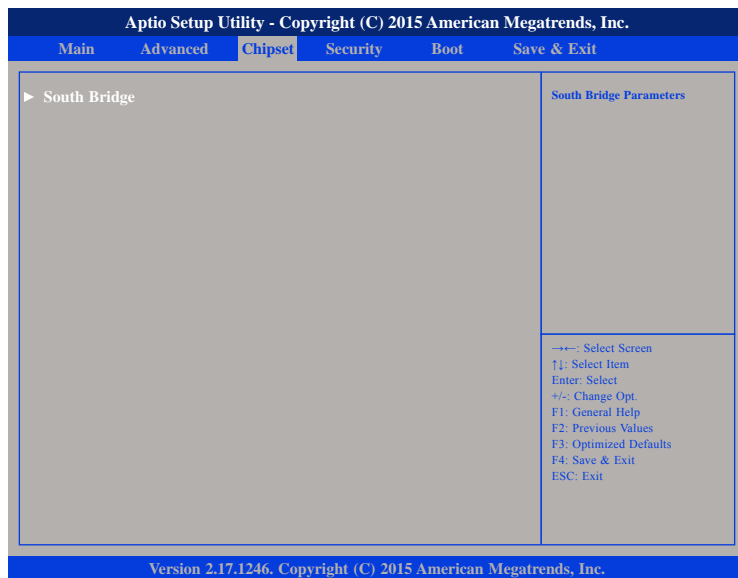 Aptio Setup Utility - Copyright (C) 2015 American Megatrends, Inc.
Main Advanced Chipset Security Boot Save & Exit
► South Bridge
South Bridge Parameters
→←: Select Screen
↑↓: Select Item
Enter: Select
+/-: Change Opt.
F1: General Help
F2: Previous Values
F3: Optimized Defaults
F4: Save & Exit
ESC: Exit
Version 2.17.1246. Copyright (C) 2015 American Megatrends, Inc.